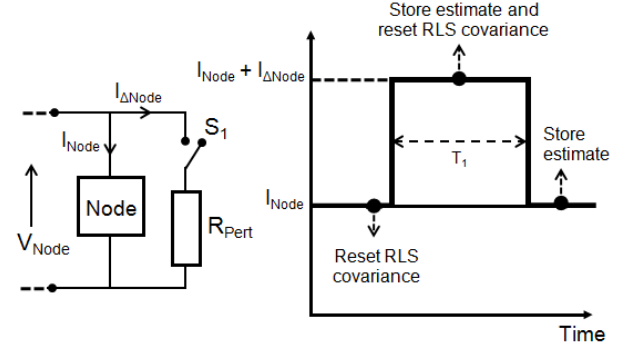 Store estimate and
reset RLS covariance
I_Node + I_ΔNode
I_ΔNode
S_1
I_Node
Node
V_Node
R_Pert
T_1
Store
estimate
I_Node
Reset RLS
covariance
Time